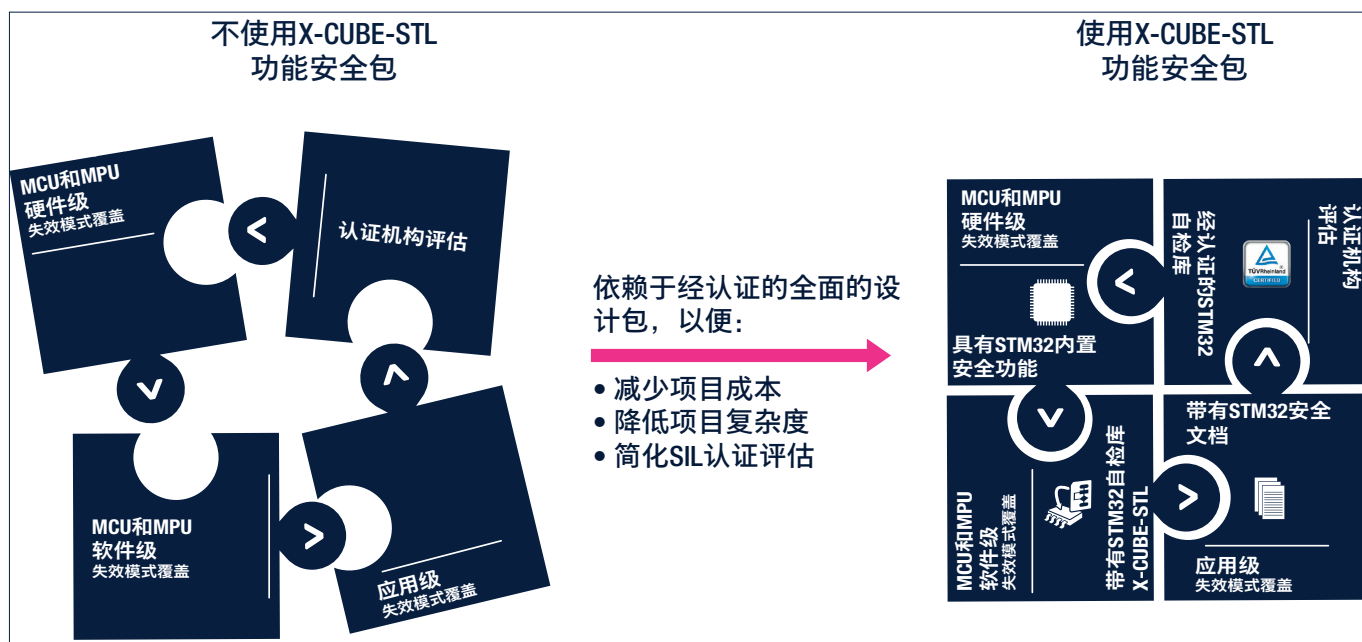 不使用X-CUBE-STL
功能安全包
MCU和MPU
硬件级
失效模式覆盖
认证机构评估
MCU和MPU
软件级
失效模式覆盖
应用级
失效模式覆盖
依赖于经认证的全面的设
计包，以便：
• 减少项目成本
• 降低项目复杂度
• 简化SIL认证评估
使用X-CUBE-STL
功能安全包
MCU和MPU
硬件级
失效模式覆盖
具有STM32内置
安全功能
认证机构
评估
TÜVRheinland
CERTIFIED
经认证的STM32
自检库
MCU和MPU
软件级
失效模式覆盖
带有STM32自检库
X-CUBE-STL
带有STM32安全
文档
应用级
失效模式覆盖